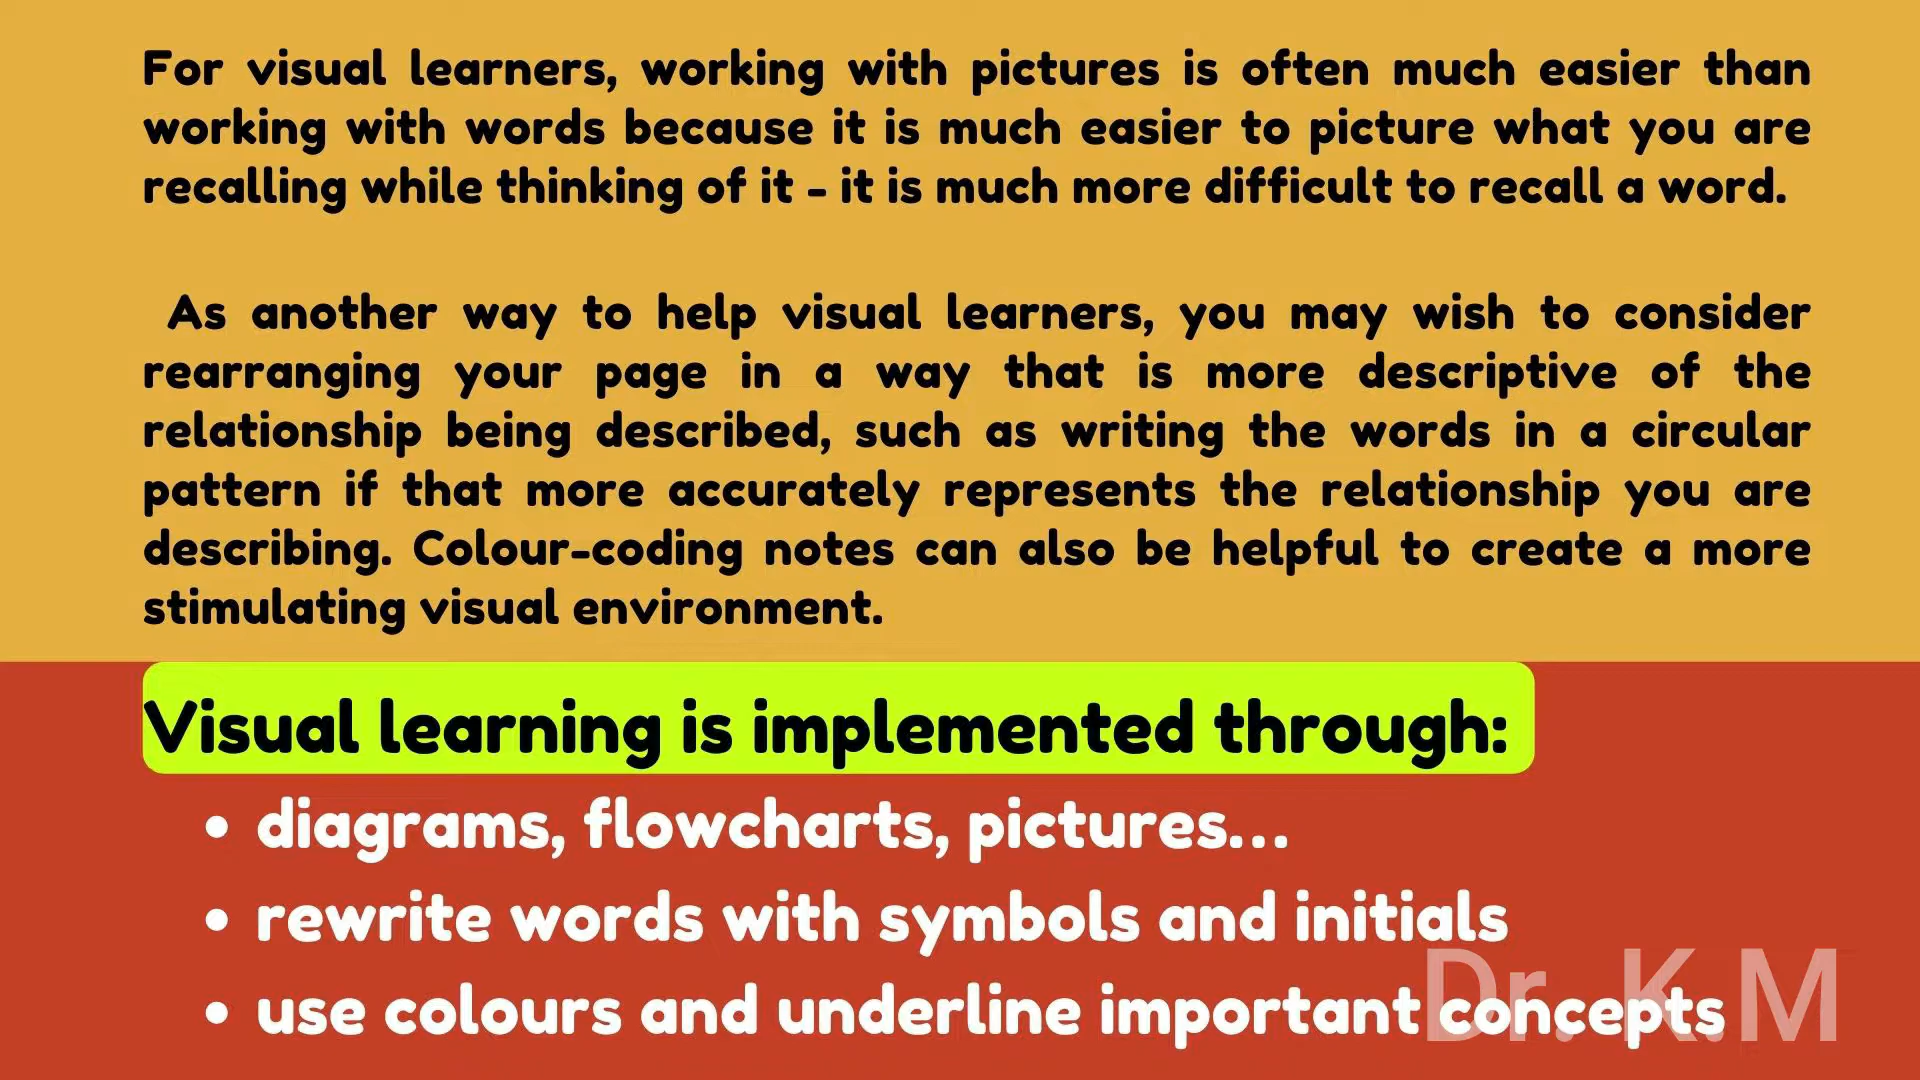 For visual learners, working with pictures is often much easier than
working with words because it is much easier to picture what you are
recalling while thinking of it - it is much more difficult to recall a word.
As another way to help visual learners, you may wish to consider
rearranging your page in a way that is more descriptive of the
relationship being described, such as writing the words in a circular
pattern if that more accurately represents the relationship you are
describing. Colour-coding notes can also be helpful to create a more
stimulating visual environment.
Visual learning is implemented through:
• diagrams, flowcharts, pictures...
• rewrite words with symbols and initials
• use colours and underline important concepts
Dr. K.M